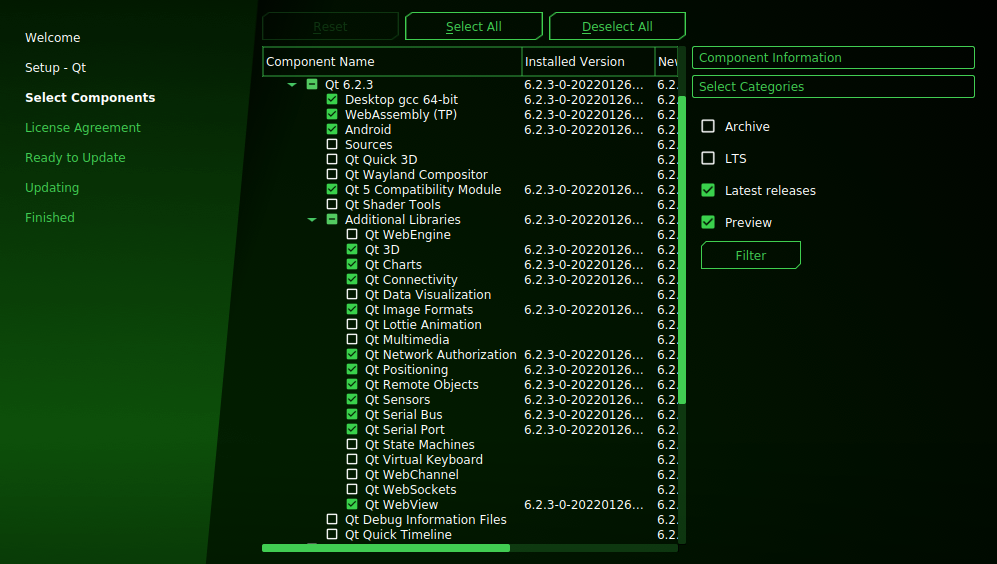 Welcome
Setup - Qt
Select Components
License Agreement
Ready to Update
Updating
Finished
Reset Select All Deselect All
Component Name Installed Version Nev
Qt 6.2.3 6.2.3-0-20220126... 6.2.
Desktop gcc 64-bit 6.2.3-0-20220126... 6.2.
WebAssembly (TP) 6.2.3-0-20220126... 6.2.
Android 6.2.3-0-20220126... 6.2.
Sources 6.2.
Qt Quick 3D 6.2.
Qt Wayland Compositor 6.2.
Qt 5 Compatibility Module 6.2.3-0-20220126... 6.2.
Qt Shader Tools 6.2.
Additional Libraries 6.2.3-0-20220126... 6.2.
Qt WebEngine 6.2.
Qt 3D 6.2.3-0-20220126... 6.2.
Qt Charts 6.2.3-0-20220126... 6.2.
Qt Connectivity 6.2.3-0-20220126... 6.2.
Qt Data Visualization 6.2.
Qt Image Formats 6.2.3-0-20220126... 6.2.
Qt Lottie Animation 6.2.
Qt Multimedia 6.2.
Qt Network Authorization 6.2.3-0-20220126... 6.2.
Qt Positioning 6.2.3-0-20220126... 6.2.
Qt Remote Objects 6.2.3-0-20220126... 6.2.
Qt Sensors 6.2.3-0-20220126... 6.2.
Qt Serial Bus 6.2.3-0-20220126... 6.2.
Qt Serial Port 6.2.3-0-20220126... 6.2.
Qt State Machines 6.2.
Qt Virtual Keyboard 6.2.
Qt WebChannel 6.2.
Qt WebSockets 6.2.
Qt WebView 6.2.3-0-20220126... 6.2.
Qt Debug Information Files 6.2.
Qt Quick Timeline 6.2.
Component Information
Select Categories
Archive
LTS
Latest releases
Preview
Filter